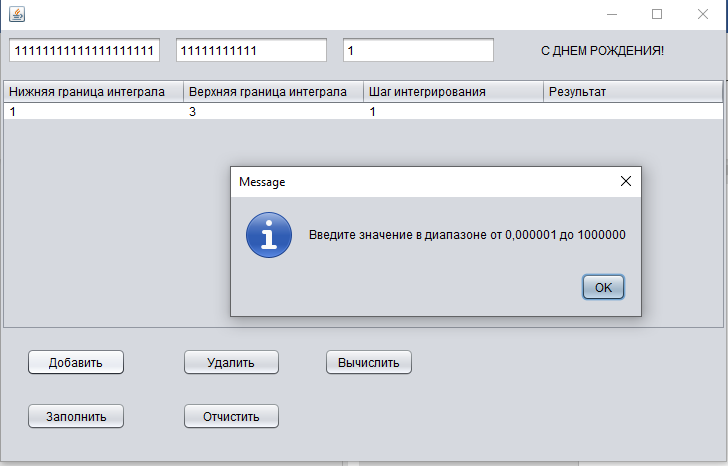 11111111111111111111 11111111111 1 С ДНЕМ РОЖДЕНИЯ!
Нижняя граница интеграла Верхняя граница интеграла Шаг интегрирования Результат
1 3 1
Message
Введите значение в диапазоне от 0,000001 до 1000000
OK
Добавить Удалить Вычислить
Заполнить Отчистить